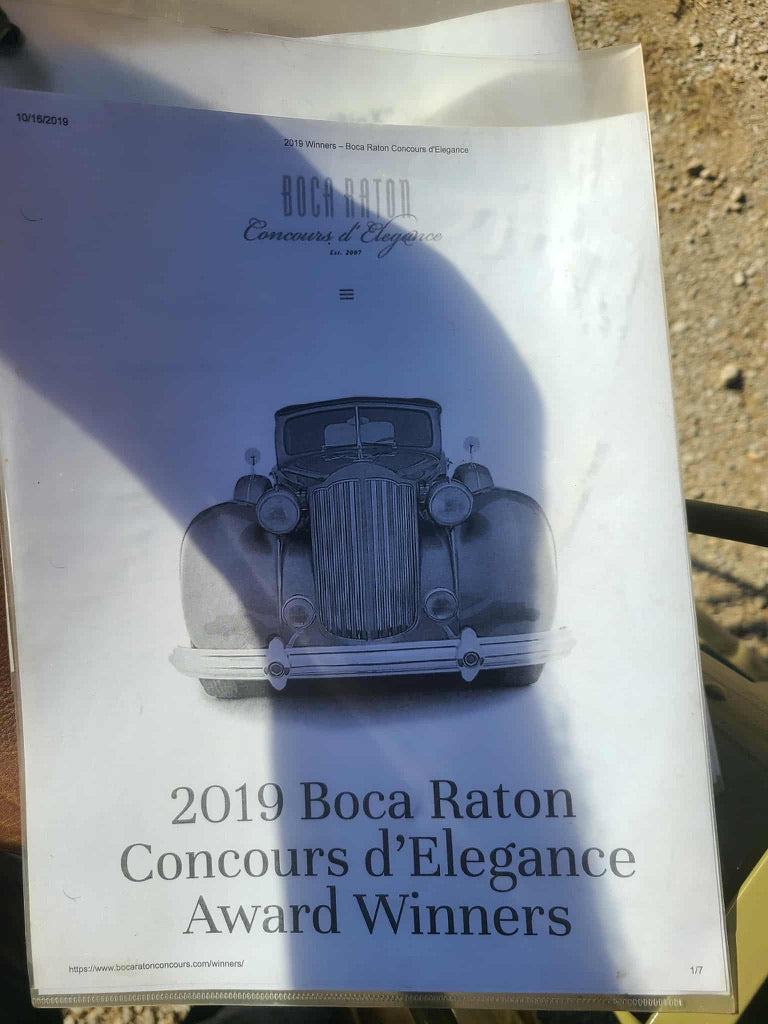 10/16/2019
2019 Winners – Boca Raton Concours d'Elegance
BOCA RATON
Concours d'Elegance
Est. 2007
2019 Boca Raton
Concours d’Elegance
Award Winners
https://www.bocaratonconcours.com/winners/
1/7